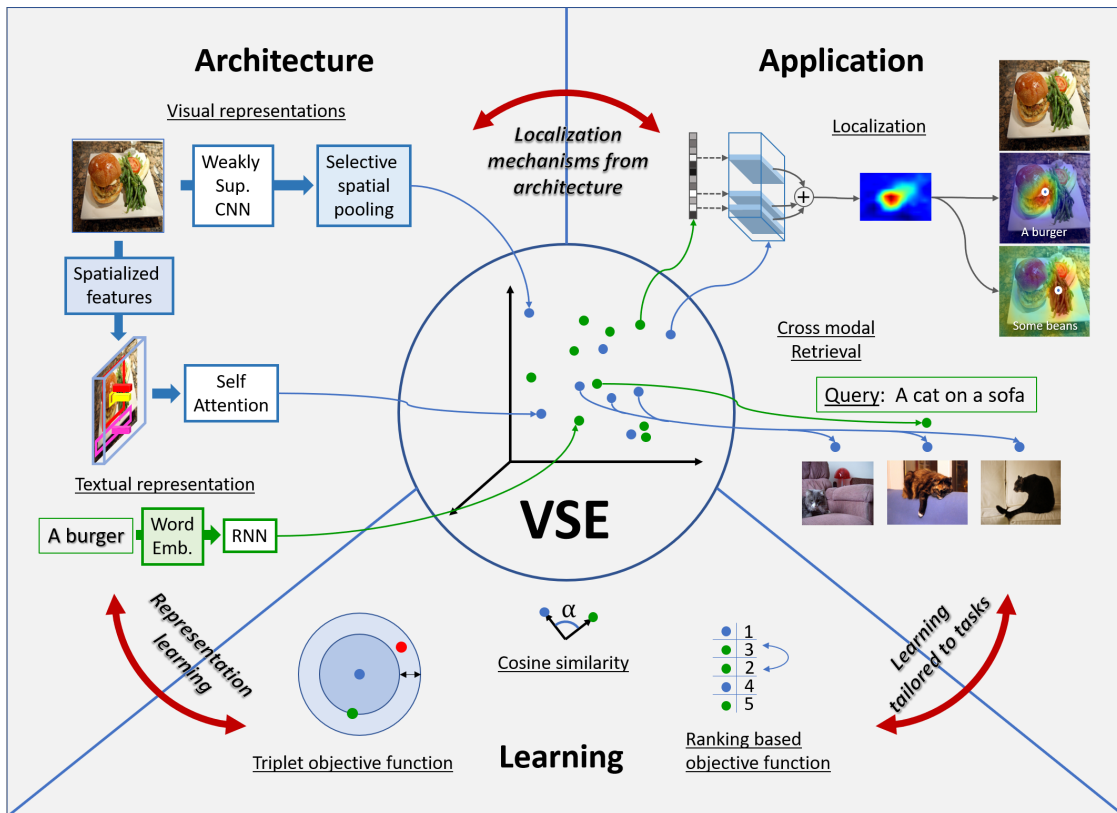 Architecture
Visual representations
Weakly
Sup.
CNN
Selective
spatial
pooling
Spatialized
features
Self
Attention
Textual representation
A burger
Word
Emb.
RNN
Localization
mechanisms from
architecture
Application
Localization
A burger
Some beans
Cross modal
Retrieval
Query: A cat on a sofa
VSE
Representation
learning
Triplet objective function
α
Cosine similarity
Learning
1
3
2
4
5
Ranking based
objective function
Learning
tailored to tasks